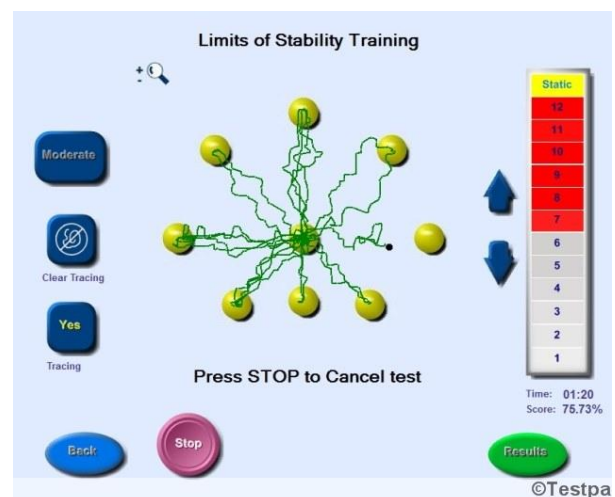 Limits of Stability Training
Static
12
11
10
9
8
7
6
5
4
3
2
1
Moderate
Clear Tracing
Yes
Tracing
Press STOP to Cancel test
Time: 01:20
Score: 75.73%
Back
Stop
Results
©Testpa